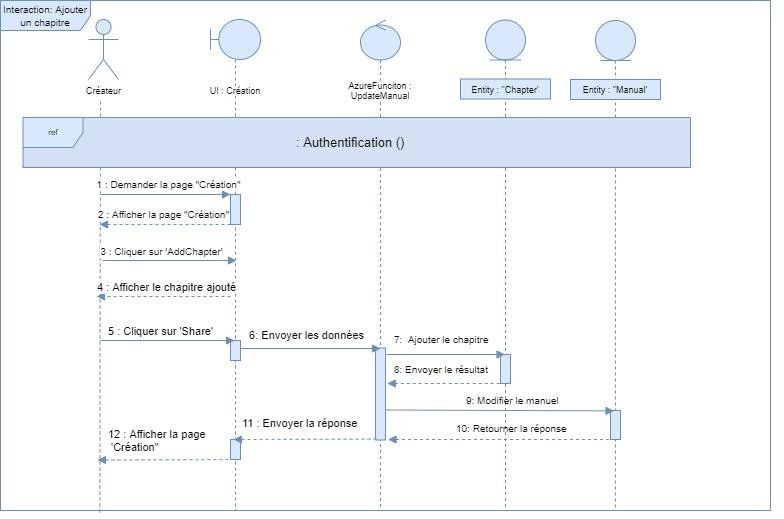 Interaction: Ajouter
un chapitre
Créateur
UI : Création
AzureFunciton :
UpdateManual
Entity : "Chapter'
Entity : "Manual'
ref
: Authentification ()
1 : Demander la page "Création"
2 : Afficher la page "Création"
3 : Cliquer sur 'AddChapter'
4 : Afficher le chapitre ajouté
5 : Cliquer sur 'Share'
6: Envoyer les données
7: Ajouter le chapitre
8: Envoyer le résultat
9: Modifier le manuel
10: Retourner la réponse
11 : Envoyer la réponse
12 : Afficher la page
'Création"